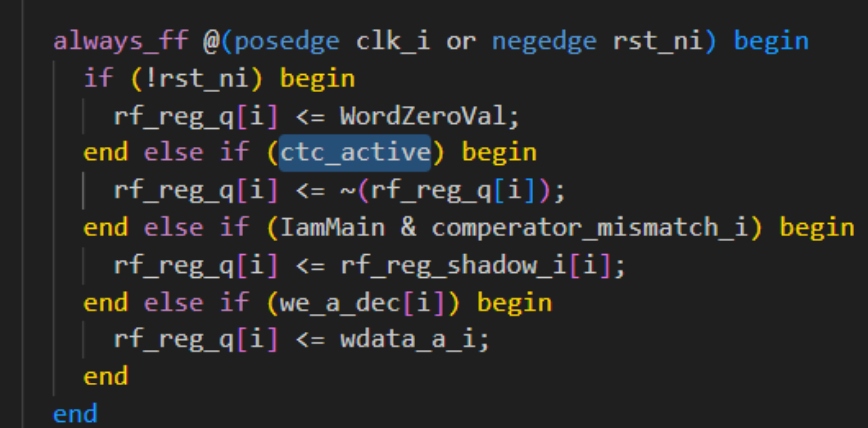 always_ff @(posedge clk_i or negedge rst_ni) begin
if (!rst_ni) begin
rf_reg_q[i] <= WordZeroVal;
end else if (ctc_active) begin
rf_reg_q[i] <= ~(rf_reg_q[i]);
end else if (IamMain & comperator_mismatch_i) begin
rf_reg_q[i] <= rf_reg_shadow_i[i];
end else if (we_a_dec[i]) begin
rf_reg_q[i] <= wdata_a_i;
end
end